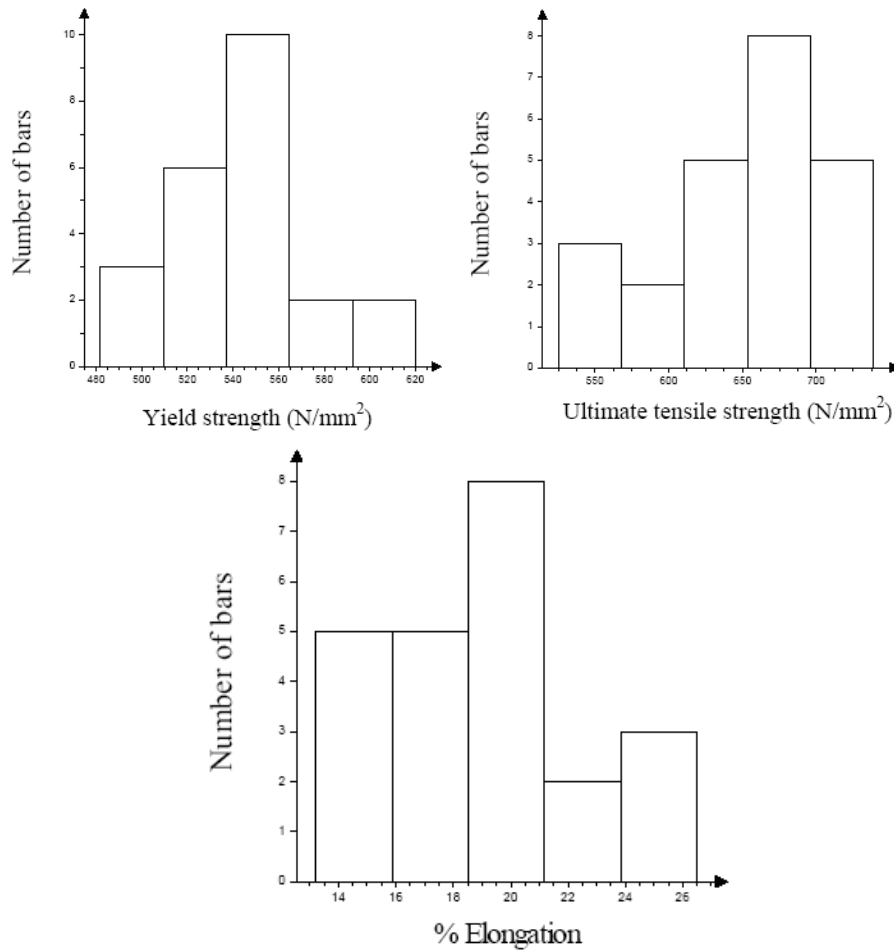 Number of bars
10
8
6
4
2
0
480 500 520 540 560 580 600 620
Yield strength (N/mm²)
Number of bars
8
7
6
5
4
3
2
1
0
550 600 650 700
Ultimate tensile strength (N/mm²)
Number of bars
8
7
6
5
4
3
2
1
0
14 16 18 20 22 24 26
% Elongation